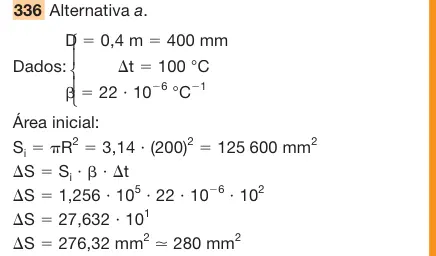 336 Alternativa a.
D = 0,4 m = 400 mm
Dados: Δt = 100 °C
β = 22 · 10⁻⁶ °C⁻¹
Área inicial:
Sᵢ = πR² = 3,14 · (200)² = 125 600 mm²
ΔS = Sᵢ · β · Δt
ΔS = 1,256 · 10⁵ · 22 · 10⁻⁶ · 10²
ΔS = 27,632 · 10¹
ΔS = 276,32 mm² ≃ 280 mm²